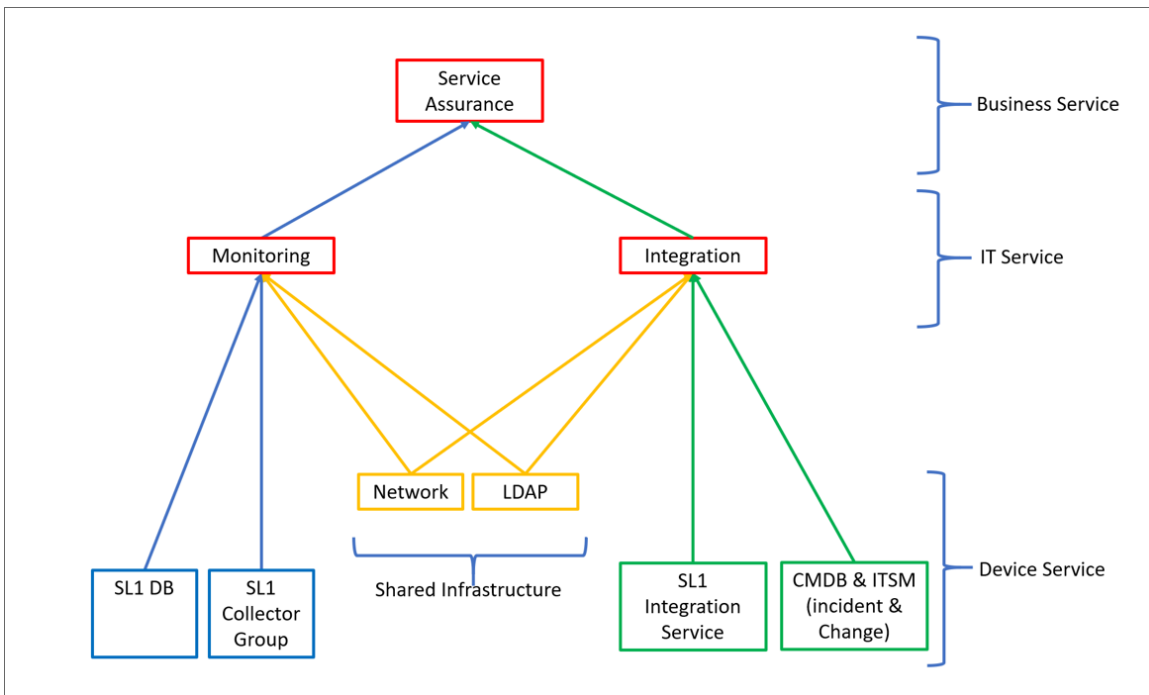 Service
Assurance
Business Service
Monitoring
Integration
IT Service
Network
LDAP
Shared Infrastructure
Device Service
SL1 DB
SL1
Collector
Group
SL1
Integration
Service
CMDB & ITSM
(incident &
Change)